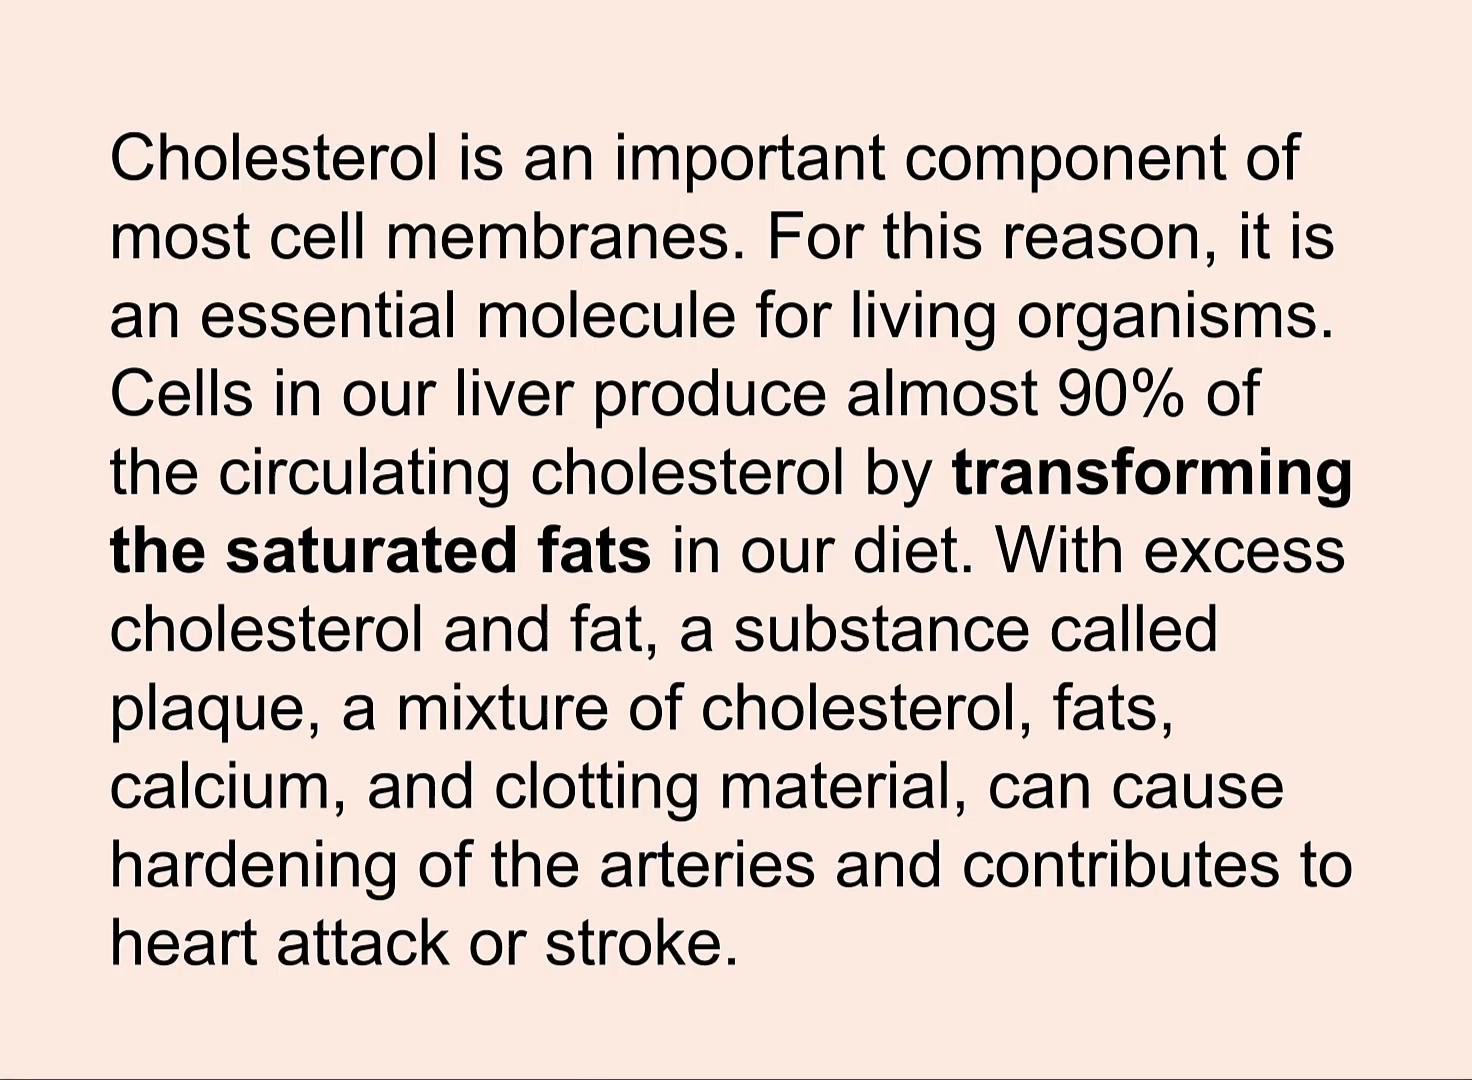 Cholesterol is an important component of
most cell membranes. For this reason, it is
an essential molecule for living organisms.
Cells in our liver produce almost 90% of
the circulating cholesterol by transforming
the saturated fats in our diet. With excess
cholesterol and fat, a substance called
plaque, a mixture of cholesterol, fats,
calcium, and clotting material, can cause
hardening of the arteries and contributes to
heart attack or stroke.